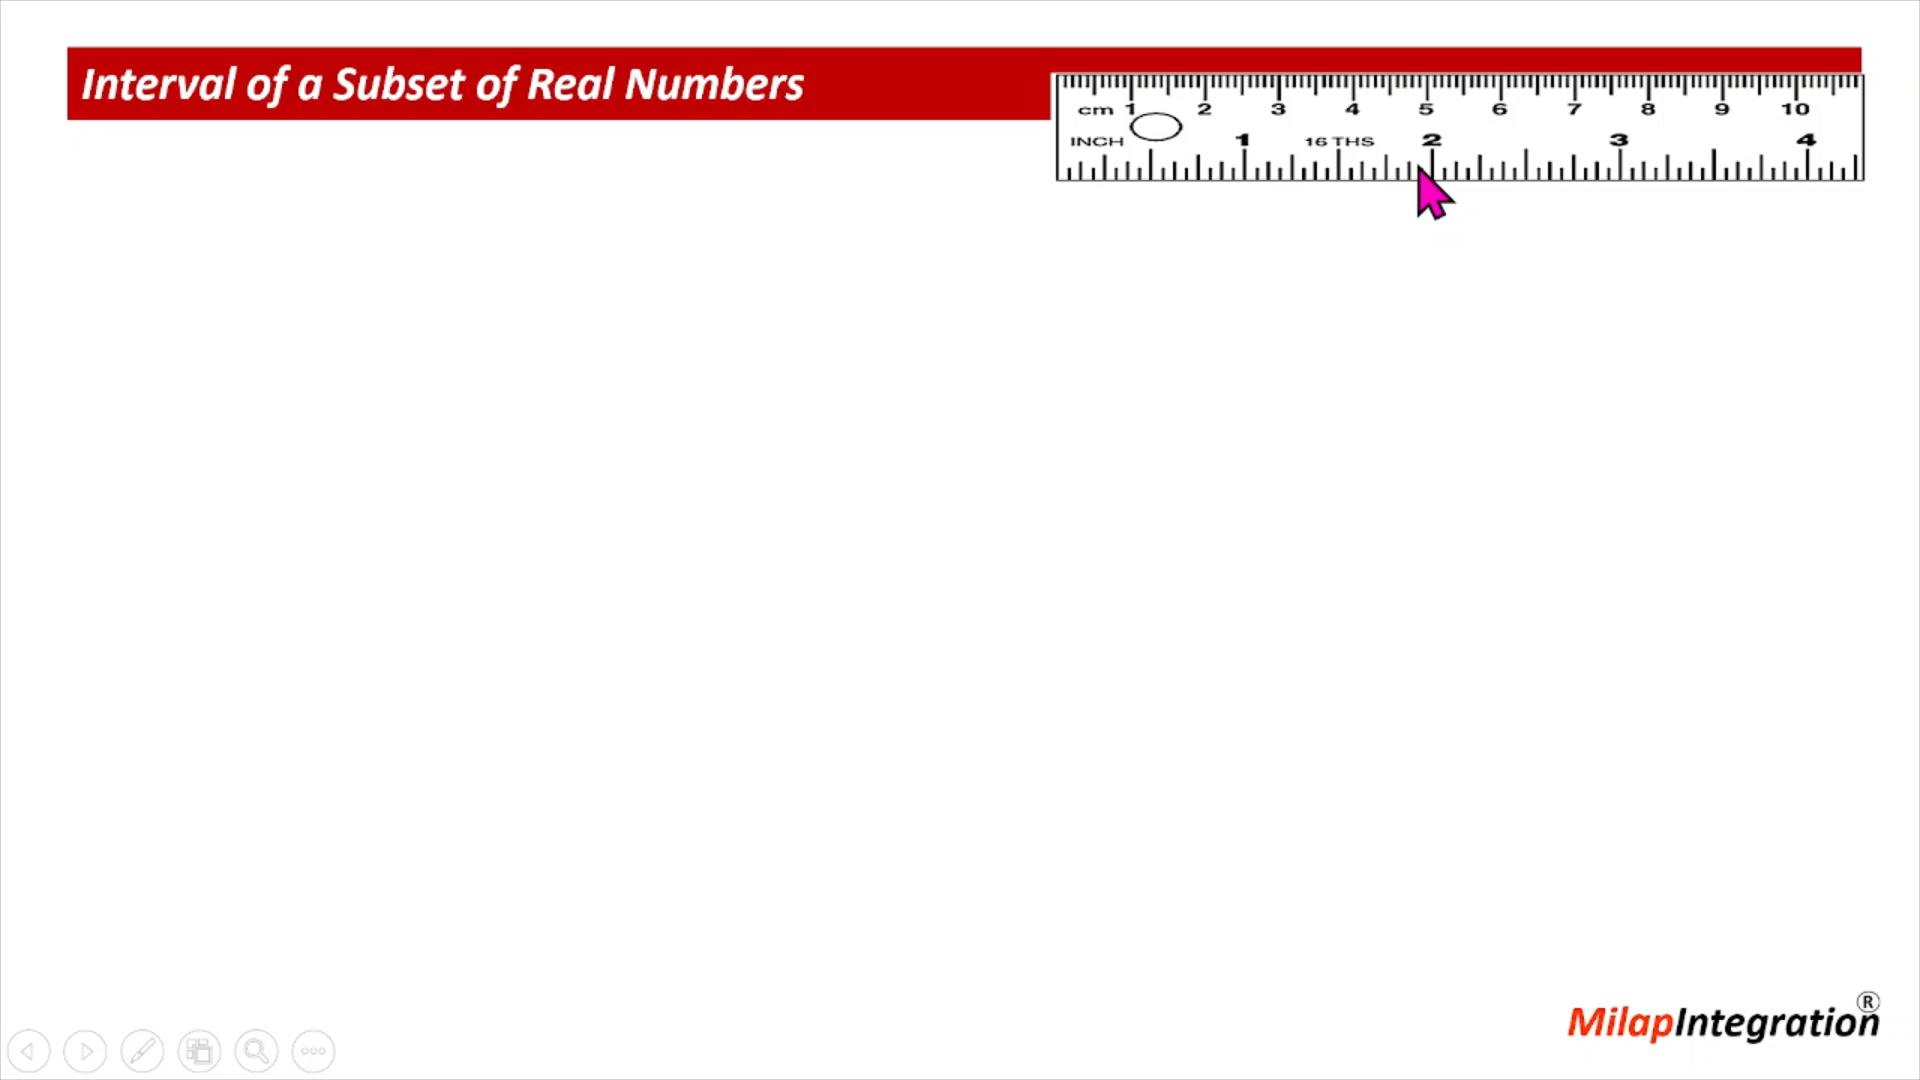 Interval of a Subset of Real Numbers
cm 1 2 3 4 5 6 7 8 9 10
INCH 1 16 THS 2 3 4
MilapIntegration®